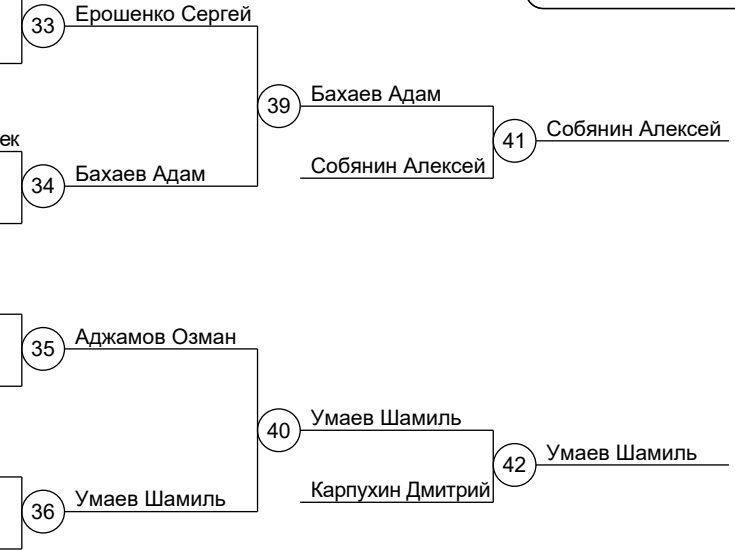 33 Ерошенко Сергей
39 Бахаев Адам
41 Собянин Алексей
ек
Собянин Алексей
34 Бахаев Адам
35 Аджамов Озман
40 Умаев Шамиль
42 Умаев Шамиль
Карпухин Дмитрий
36 Умаев Шамиль